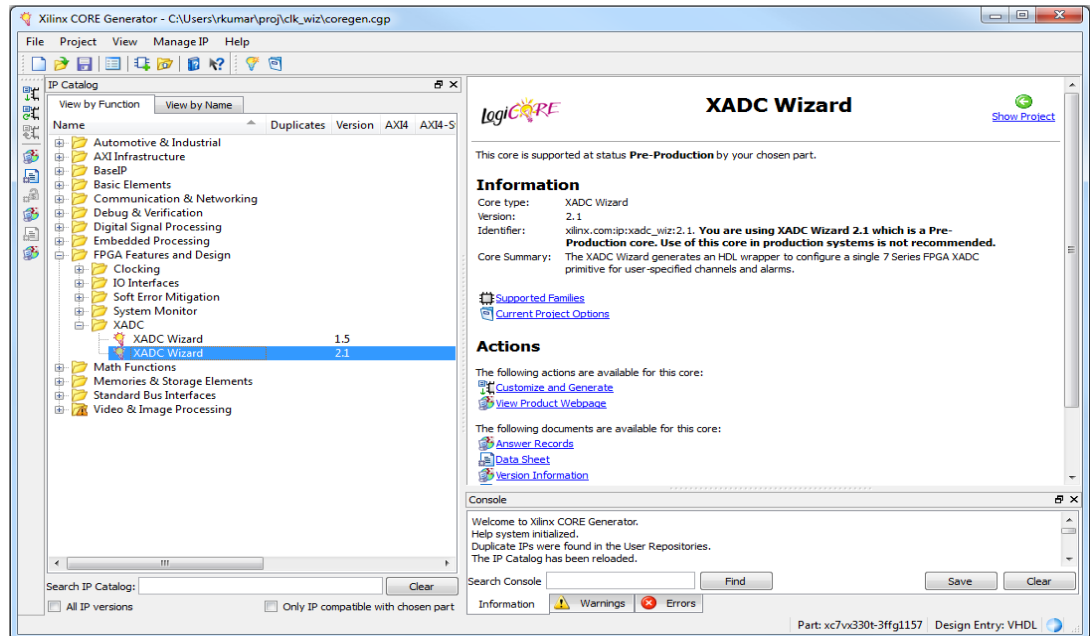 Xilinx CORE Generator - C:\Users\rkumar\proj\clk_wiz\coregen.cgp
File Project View Manage IP Help
IP Catalog
View by Function View by Name
Name Duplicates Version AXI4 AXI4-S
Automotive & Industrial
AXI Infrastructure
BaseIP
Basic Elements
Communication & Networking
Debug & Verification
Digital Signal Processing
Embedded Processing
FPGA Features and Design
Clocking
IO Interfaces
Soft Error Mitigation
System Monitor
XADC
XADC Wizard 1.5
XADC Wizard 2.1
Math Functions
Memories & Storage Elements
Standard Bus Interfaces
Video & Image Processing
Search IP Catalog: Clear
All IP versions Only IP compatible with chosen part
LogiCORE XADC Wizard Show Project
This core is supported at status Pre-Production by your chosen part.
Information
Core type: XADC Wizard
Version: 2.1
Identifier: xilinx.com:ip:xadc_wiz:2.1. You are using XADC Wizard 2.1 which is a Pre-
Production core. Use of this core in production systems is not recommended.
Core Summary: The XADC Wizard generates an HDL wrapper to configure a single 7 Series FPGA XADC
primitive for user-specified channels and alarms.
Supported Families
Current Project Options
Actions
The following actions are available for this core:
Customize and Generate
View Product Webpage
The following documents are available for this core:
Answer Records
Data Sheet
Version Information
Console
Welcome to Xilinx CORE Generator.
Help system initialized.
Duplicate IPs were found in the User Repositories.
The IP Catalog has been reloaded.
Search Console Find Save Clear
Information Warnings Errors
Part: xc7vx330t-3ffg1157 Design Entry: VHDL